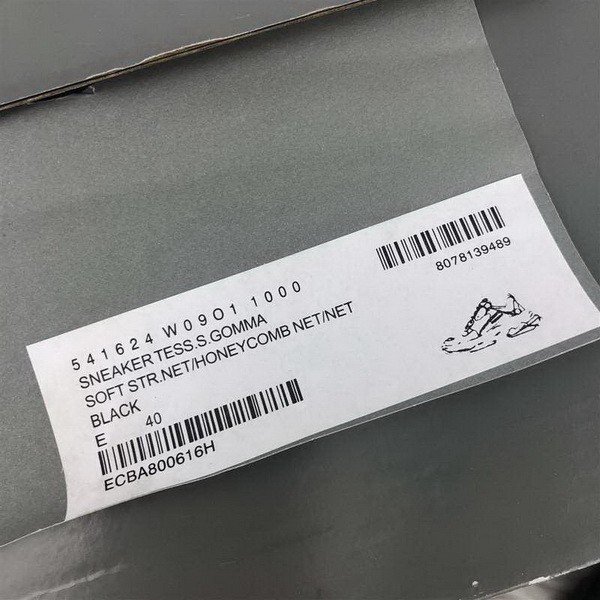 541624 W09O1 1000
SNEAKER TESS.S.GOMMA
SOFT STR.NET/HONEYCOMB NET/NET
BLACK
E 40
ECBA800616H
8078139489